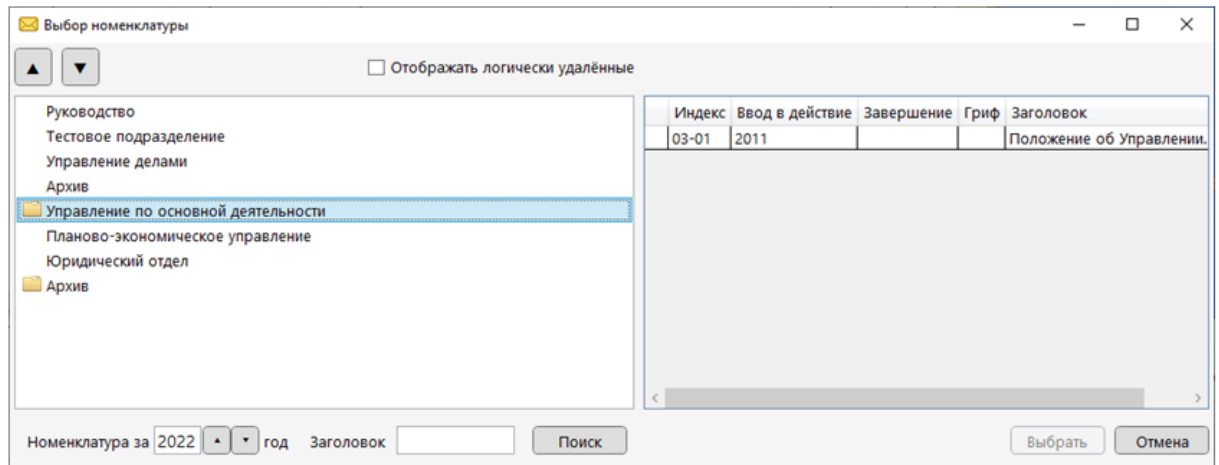 Выбор номенклатуры
Отображать логически удалённые
Руководство
Тестовое подразделение
Управление делами
Архив
Управление по основной деятельности
Планово-экономическое управление
Юридический отдел
Архив
Индекс Ввод в действие Завершение Гриф Заголовок
03-01 2011 Положение об Управлении.
Номенклатура за 2022 год Заголовок Поиск Выбрать Отмена